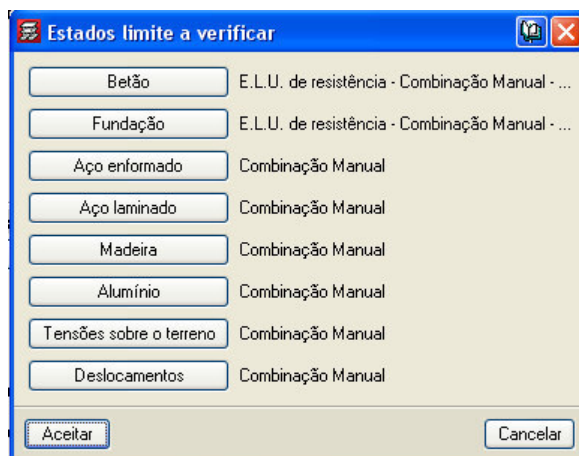 Estados limite a verificar
Betão E.L.U. de resistência - Combinação Manual - ...
Fundação E.L.U. de resistência - Combinação Manual - ...
Aço enformado Combinação Manual
Aço laminado Combinação Manual
Madeira Combinação Manual
Alumínio Combinação Manual
Tensões sobre o terreno Combinação Manual
Deslocamentos Combinação Manual
Aceitar Cancelar